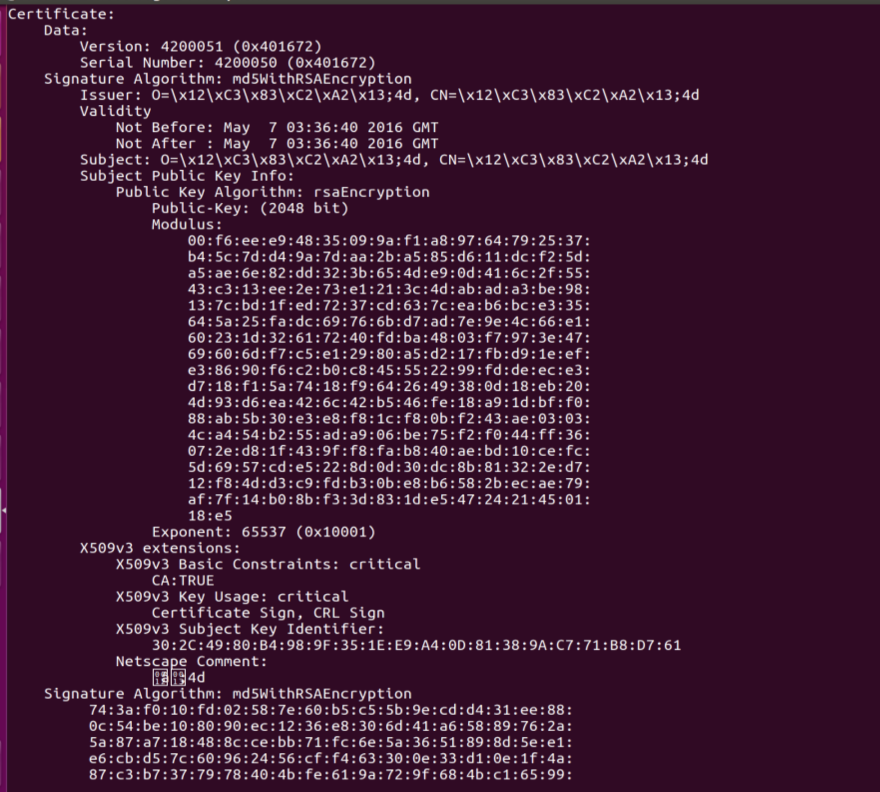 Certificate:
    Data:
        Version: 4200051 (0x401672)
        Serial Number: 4200050 (0x401672)
    Signature Algorithm: md5WithRSAEncryption
        Issuer: O=\x12\xC3\x83\xC2\xA2\x13;4d, CN=\x12\xC3\x83\xC2\xA2\x13;4d
        Validity
            Not Before: May  7 03:36:40 2016 GMT
            Not After : May  7 03:36:40 2016 GMT
        Subject: O=\x12\xC3\x83\xC2\xA2\x13;4d, CN=\x12\xC3\x83\xC2\xA2\x13;4d
        Subject Public Key Info:
            Public Key Algorithm: rsaEncryption
                Public-Key: (2048 bit)
                Modulus:
                    00:f6:ee:e9:48:35:09:9a:f1:a8:97:64:79:25:37:
                    b4:5c:7d:d4:9a:7d:aa:2b:a5:85:d6:11:dc:f2:5d:
                    a5:ae:6e:82:dd:32:3b:65:4d:e9:0d:41:6c:2f:55:
                    43:c3:13:ee:2e:73:e1:21:3c:4d:ab:ad:a3:be:98:
                    13:7c:bd:1f:ed:72:37:cd:63:7c:ea:b6:bc:e3:35:
                    64:5a:25:fa:dc:69:76:6b:d7:ad:7e:9e:4c:66:e1:
                    60:23:1d:32:61:72:40:fd:ba:48:03:f7:97:3e:47:
                    69:60:6d:f7:c5:e1:29:80:a5:d2:17:fb:d9:1e:ef:
                    e3:86:90:f6:c2:b0:c8:45:55:22:99:fd:de:ec:e3:
                    d7:18:f1:5a:74:18:f9:64:26:49:38:0d:18:eb:20:
                    4d:93:d6:ea:42:6c:42:b5:46:fe:18:a9:1d:bf:f0:
                    88:ab:5b:30:e3:e8:f8:1c:f8:0b:f2:43:ae:03:03:
                    4c:a4:54:b2:55:ad:a9:06:be:75:f2:f0:44:ff:36:
                    07:2e:d8:1f:43:9f:f8:fa:b8:40:ae:bd:10:ce:fc:
                    5d:69:57:cd:e5:22:8d:0d:30:dc:8b:81:32:2e:d7:
                    12:f8:4d:d3:c9:fd:b3:0b:e8:b6:58:2b:ec:ae:79:
                    af:7f:14:b0:8b:f3:3d:83:1d:e5:47:24:21:45:01:
                    18:e5
                Exponent: 65537 (0x10001)
        X509v3 extensions:
            X509v3 Basic Constraints: critical
                CA:TRUE
            X509v3 Key Usage: critical
                Certificate Sign, CRL Sign
            X509v3 Subject Key Identifier:
                30:2C:49:80:B4:98:9F:35:1E:E9:A4:0D:81:38:9A:C7:71:B8:D7:61
            Netscape Comment:
                4d
    Signature Algorithm: md5WithRSAEncryption
         74:3a:f0:10:fd:02:58:7e:60:b5:c5:5b:9e:cd:d4:31:ee:88:
         0c:54:be:10:80:90:ec:12:36:e8:30:6d:41:a6:58:89:76:2a:
         5a:87:a7:18:48:8c:ce:bb:71:fc:6e:5a:36:51:89:8d:5e:e1:
         e6:cb:d5:7c:60:96:24:56:cf:f4:63:30:0e:33:d1:0e:1f:4a:
         87:c3:b7:37:79:78:40:4b:fe:61:9a:72:9f:68:4b:c1:65:99: